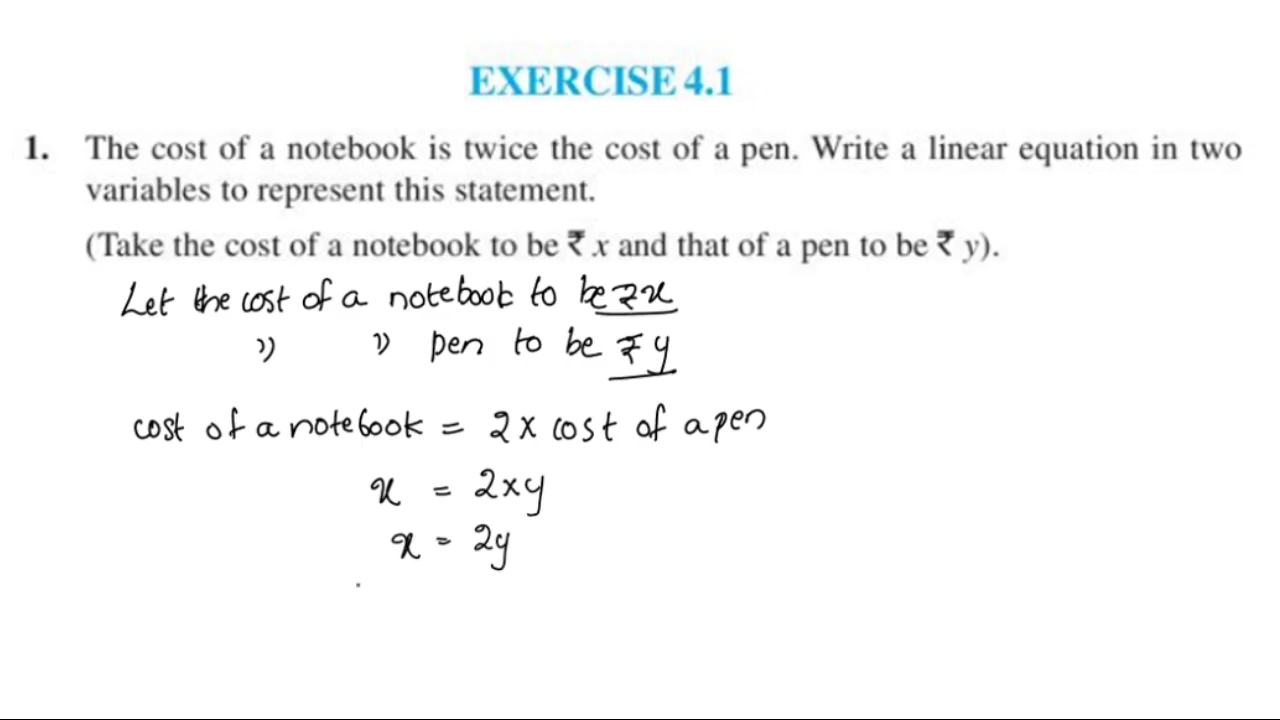 EXERCISE 4.1
1. The cost of a notebook is twice the cost of a pen. Write a linear equation in two
variables to represent this statement.
(Take the cost of a notebook to be ₹ x and that of a pen to be ₹ y).
Let the cost of a notebook to be ₹x
" " pen to be ₹y
cost of a notebook = 2 × cost of a pen
x = 2×y
x = 2y